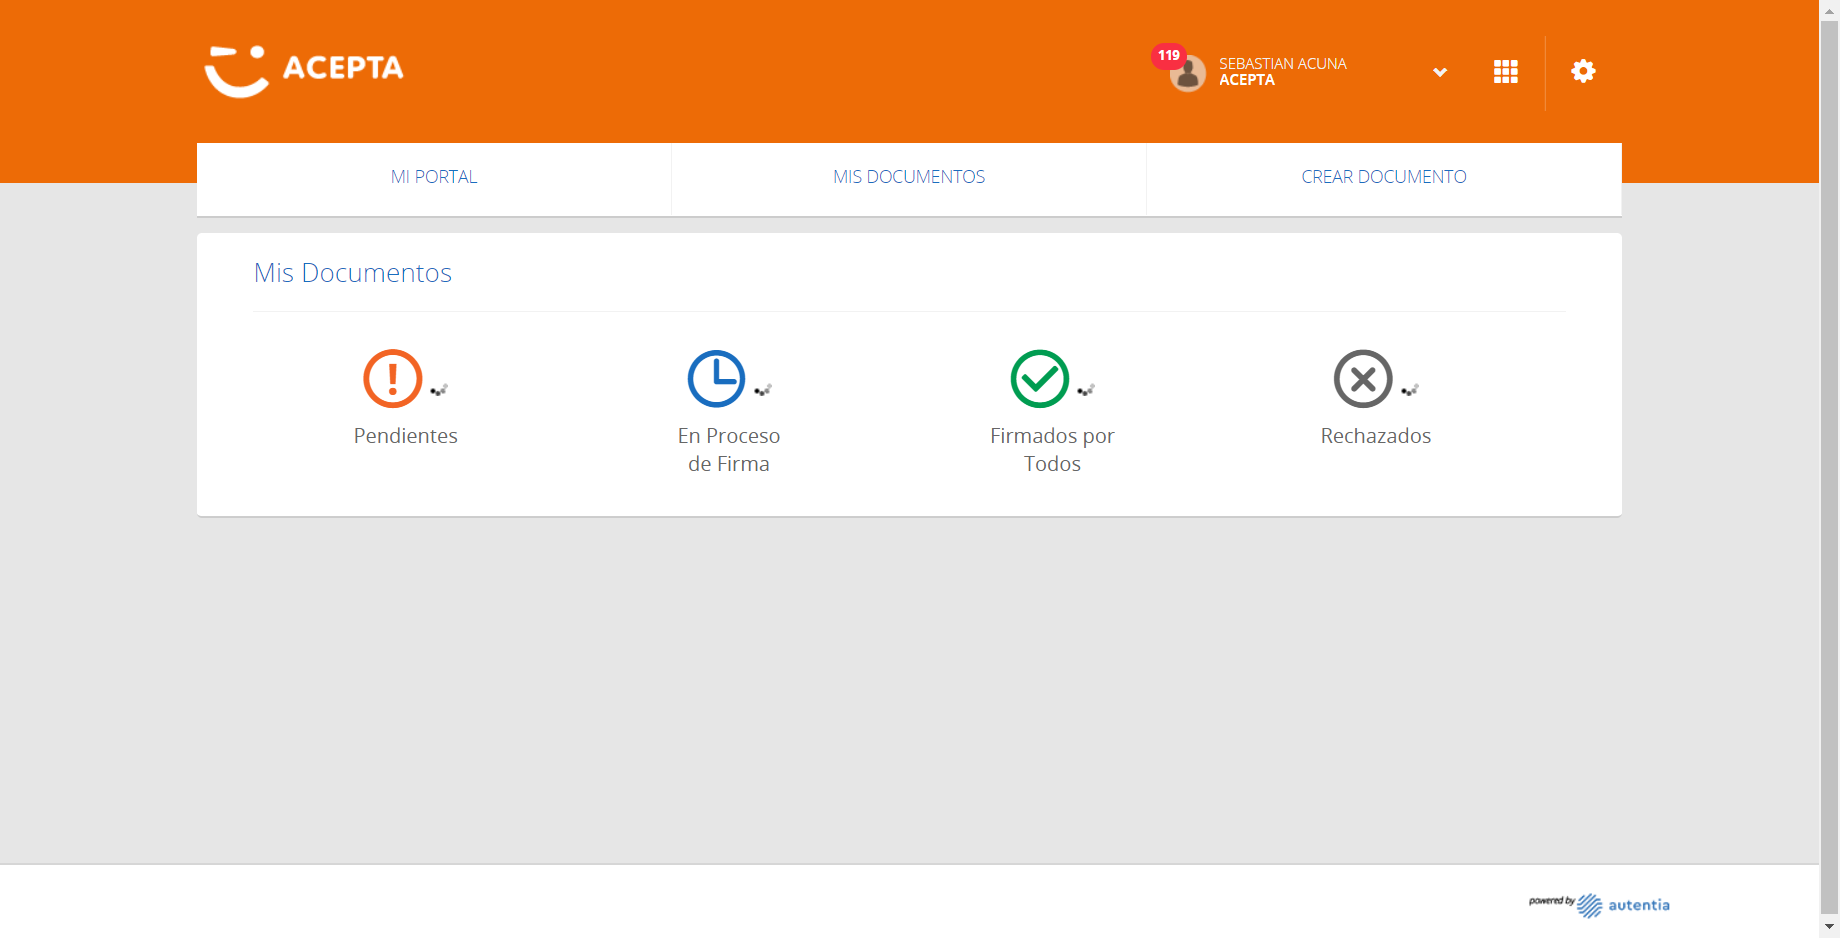 ACEPTA
119
SEBASTIAN ACUNA
ACEPTA
MI PORTAL
MIS DOCUMENTOS
CREAR DOCUMENTO
Mis Documentos
Pendientes
En Proceso
de Firma
Firmados por
Todos
Rechazados
powered by autentia